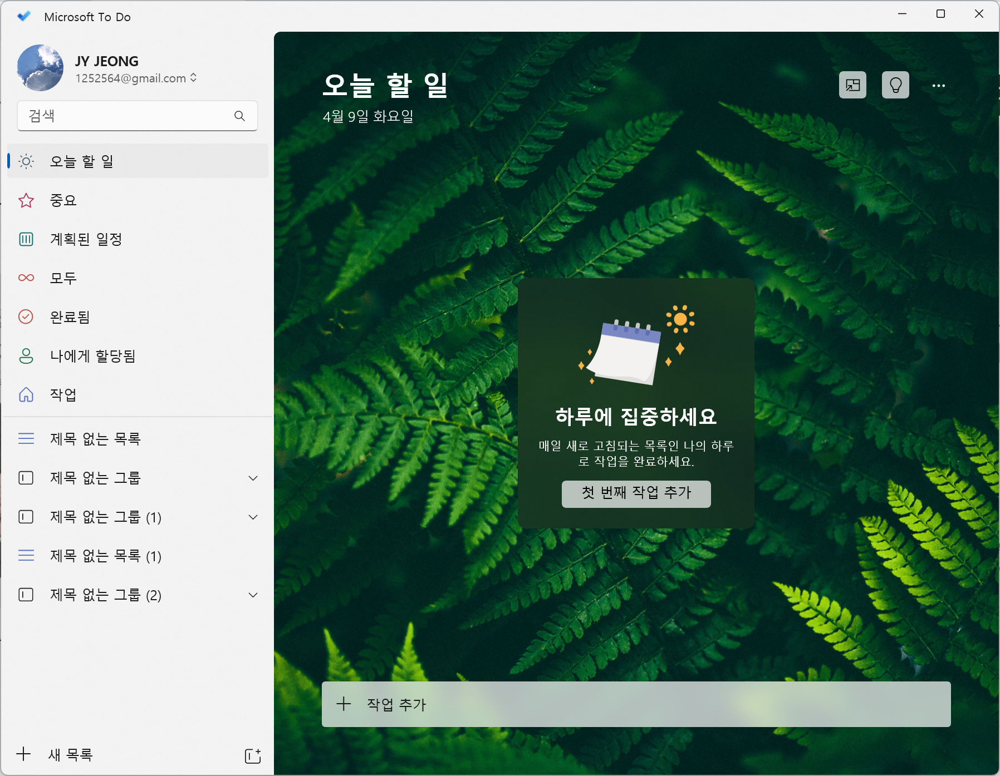 Microsoft To Do
JY JEONG
1252564@gmail.com
검색
오늘 할 일
중요
계획된 일정
모두
완료됨
나에게 할당됨
작업
제목 없는 목록
제목 없는 그룹
제목 없는 그룹 (1)
제목 없는 목록 (1)
제목 없는 그룹 (2)
새 목록
오늘 할 일
4월 9일 화요일
하루에 집중하세요
매일 새로 고침되는 목록인 나의 하루
로 작업을 완료하세요.
첫 번째 작업 추가
작업 추가